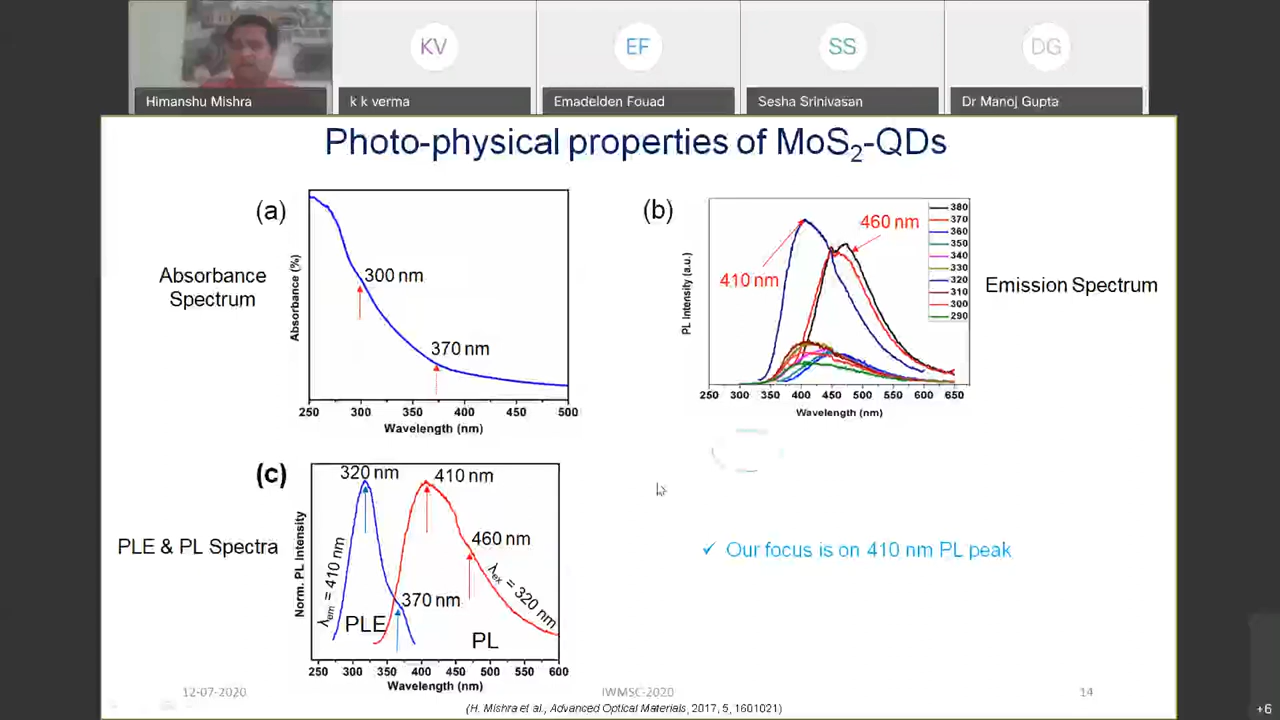 KV
EF
SS
DG
Himanshu Mishra
k k verma
Emadelden Fouad
Sesha Srinivasan
Dr Manoj Gupta
Photo-physical properties of MoS2-QDs
(a)
Absorbance
Spectrum
Absorbance (%)
300 nm
370 nm
250 300 350 400 450 500
Wavelength (nm)
(b)
PL Intensity (a.u.)
410 nm
460 nm
380
370
360
350
340
330
320
310
300
290
250 300 350 400 450 500 550 600 650
Wavelength (nm)
Emission Spectrum
(c)
PLE & PL Spectra
Norm. PL Intensity
320 nm
410 nm
460 nm
370 nm
λem = 410 nm
λex = 320 nm
PLE
PL
250 300 350 400 450 500 550 600
Wavelength (nm)
✓ Our focus is on 410 nm PL peak
12-07-2020
IWMSC-2020
14
(H. Mishra et al., Advanced Optical Materials, 2017, 5, 1601021)
+6